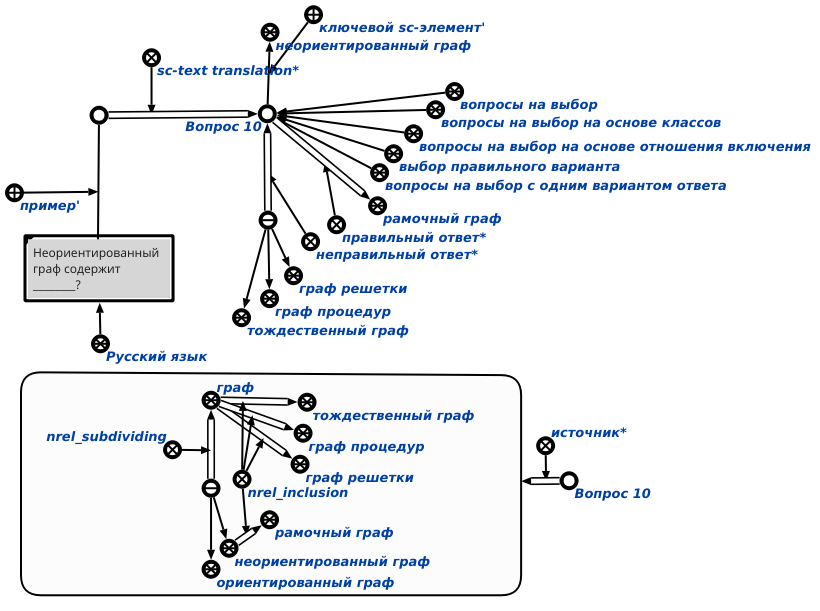 ключевой sc-элемент'
неориентированный граф
sc-text translation*
вопросы на выбор
вопросы на выбор на основе классов
Вопрос 10
вопросы на выбор на основе отношения включения
выбор правильного варианта
вопросы на выбор с одним вариантом ответа
пример'
рамочный граф
правильный ответ*
неправильный ответ*
Неориентированный
граф содержит
_______?
граф решетки
граф процедур
тождественный граф
Русский язык
граф
тождественный граф
источник*
nrel_subdividing
граф процедур
граф решетки
nrel_inclusion
Вопрос 10
рамочный граф
неориентированный граф
ориентированный граф